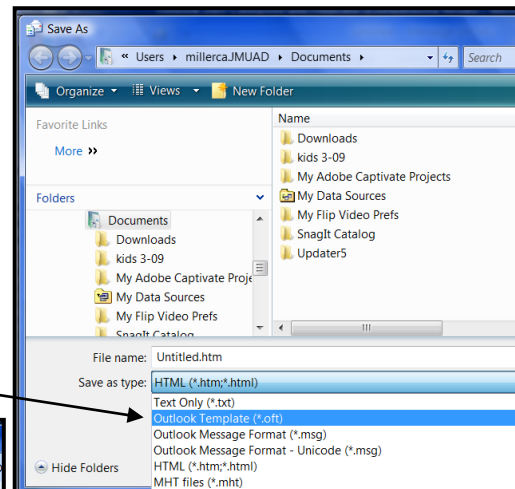 Save As
« Users ▸ millercaJMUAD ▸ Documents ▸ Search
Organize Views New Folder
Favorite Links
More »
Folders
Documents
Downloads
kids 3-09
My Adobe Captivate Proje
My Data Sources
My Flip Video Prefs
SnagIt Catalog
Name
Downloads
kids 3-09
My Adobe Captivate Projects
My Data Sources
My Flip Video Prefs
SnagIt Catalog
Updater5
File name: Untitled.htm
Save as type: HTML (*.htm;*.html)
Text Only (*.txt)
Outlook Template (*.oft)
Outlook Message Format (*.msg)
Outlook Message Format - Unicode (*.msg)
HTML (*.htm;*.html)
MHT files (*.mht)
Hide Folders